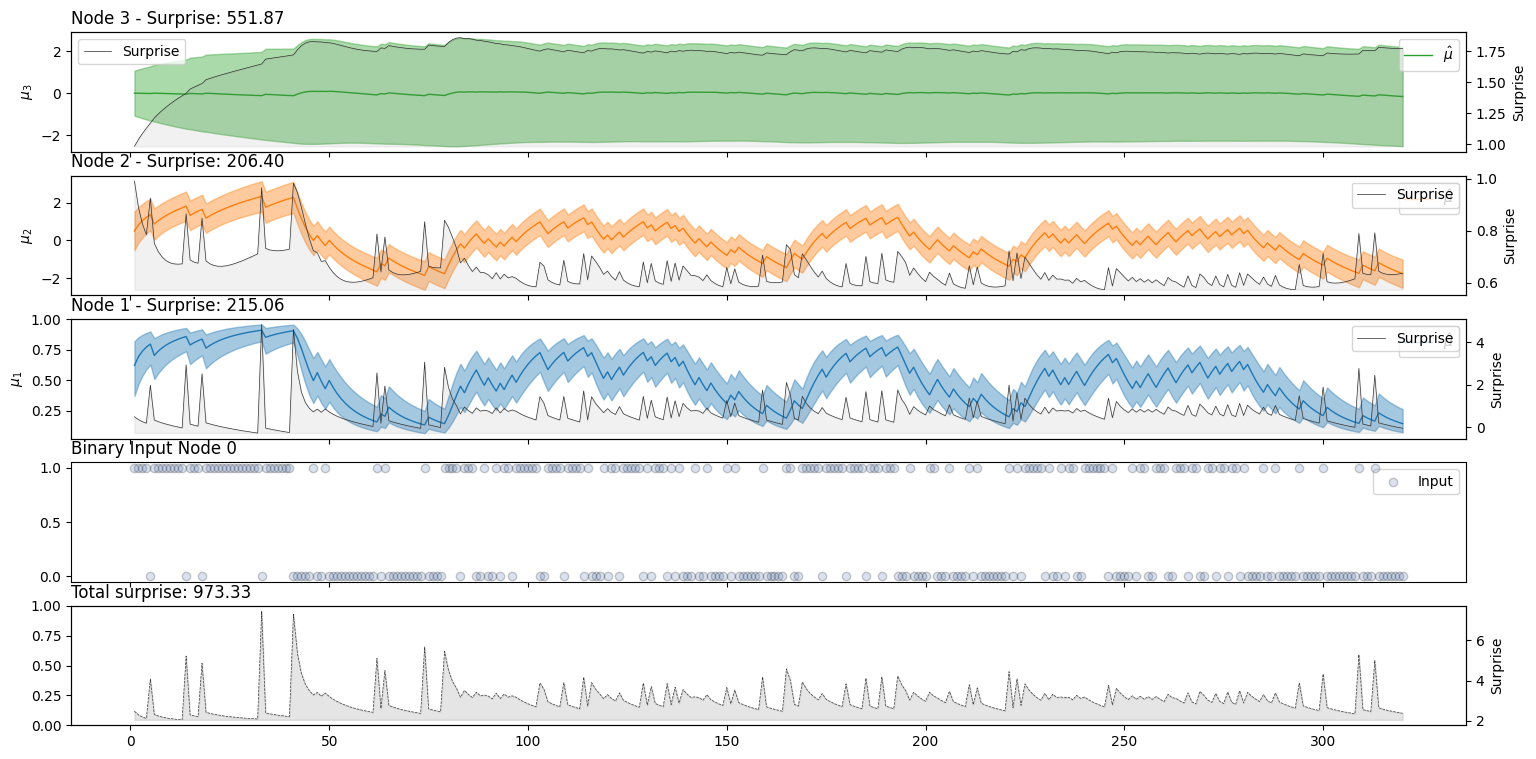 Node 3 - Surprise: 551.87
Surprise
μ̂
μ₃
2
0
−2
1.75
1.50
1.25
1.00
Surprise
Node 2 - Surprise: 206.40
Surprise
μ₂
2
0
−2
1.0
0.8
0.6
Surprise
Node 1 - Surprise: 215.06
Surprise
μ₁
1.00
0.75
0.50
0.25
4
2
0
Surprise
Binary Input Node 0
Input
1.0
0.5
0.0
Total surprise: 973.33
1.00
0.75
0.50
0.25
0.00
6
4
2
Surprise
0 50 100 150 200 250 300